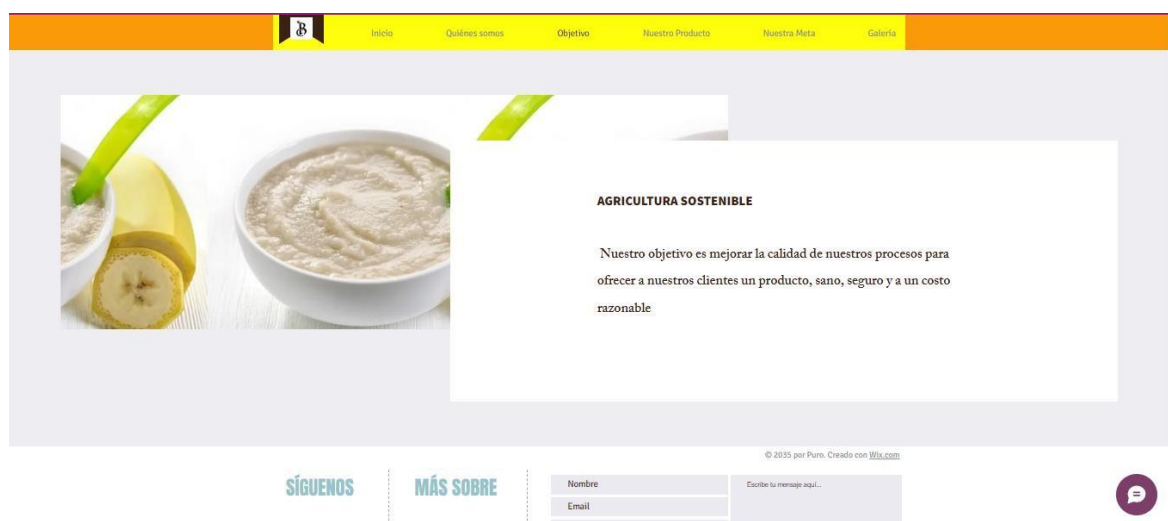 B
Inicio Quiénes somos Objetivo Nuestro Producto Nuestra Meta Galería
AGRICULTURA SOSTENIBLE
Nuestro objetivo es mejorar la calidad de nuestros procesos para
ofrecer a nuestros clientes un producto, sano, seguro y a un costo
razonable
© 2035 por Puro. Creado con Wix.com
SÍGUENOS MÁS SOBRE
Nombre
Email
Escribe tu mensaje aquí...